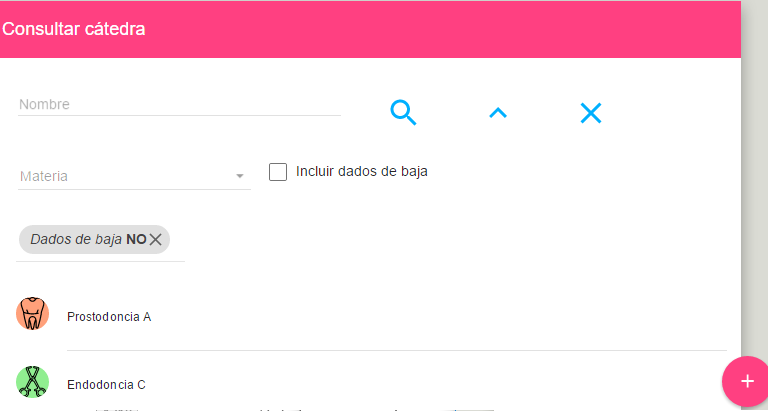 Consultar cátedra
Nombre
Materia
Incluir dados de baja
Dados de baja NO
Prostodoncia A
Endodoncia C